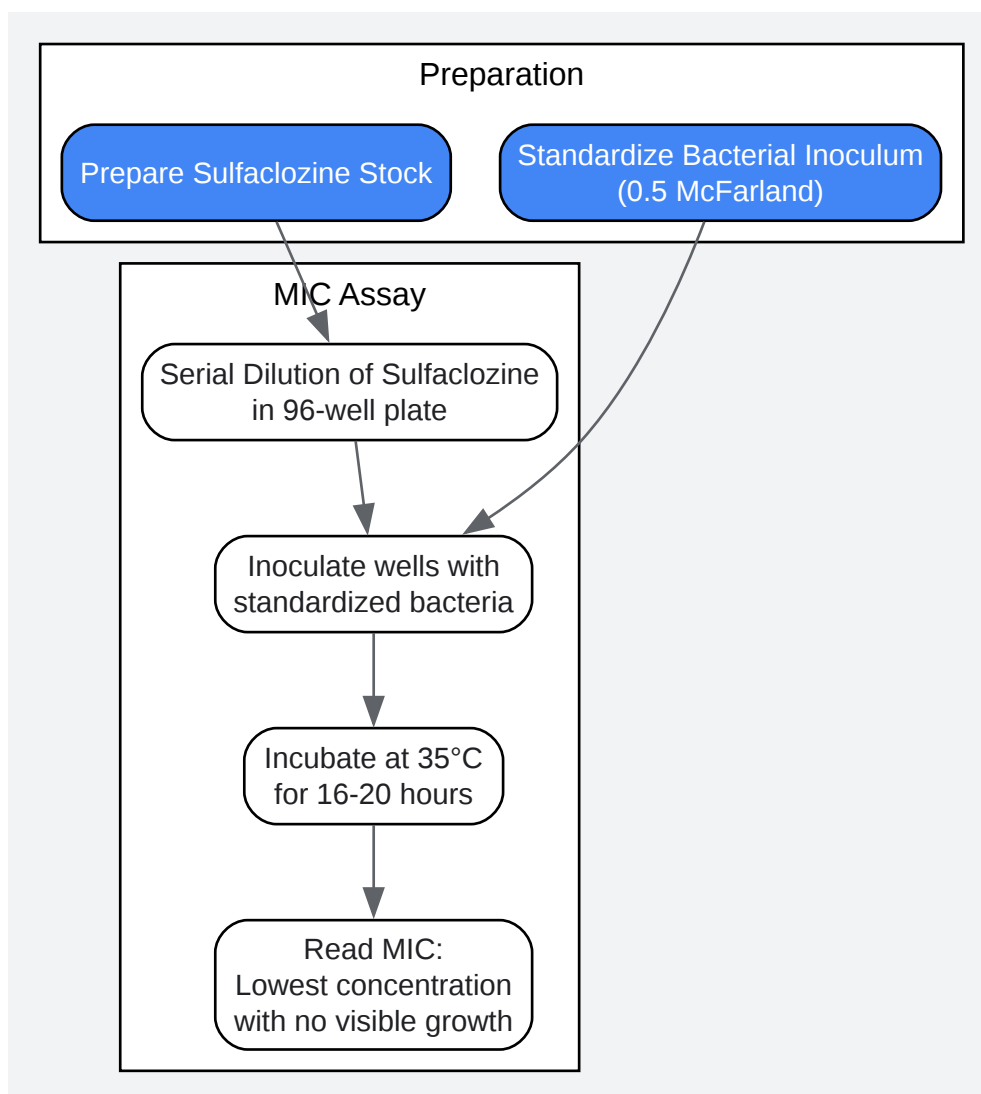 Preparation
Prepare Sulfaclozine Stock
Standardize Bacterial Inoculum
(0.5 McFarland)
MIC Assay
Serial Dilution of Sulfaclozine
in 96-well plate
Inoculate wells with
standardized bacteria
Incubate at 35°C
for 16-20 hours
Read MIC:
Lowest concentration
with no visible growth